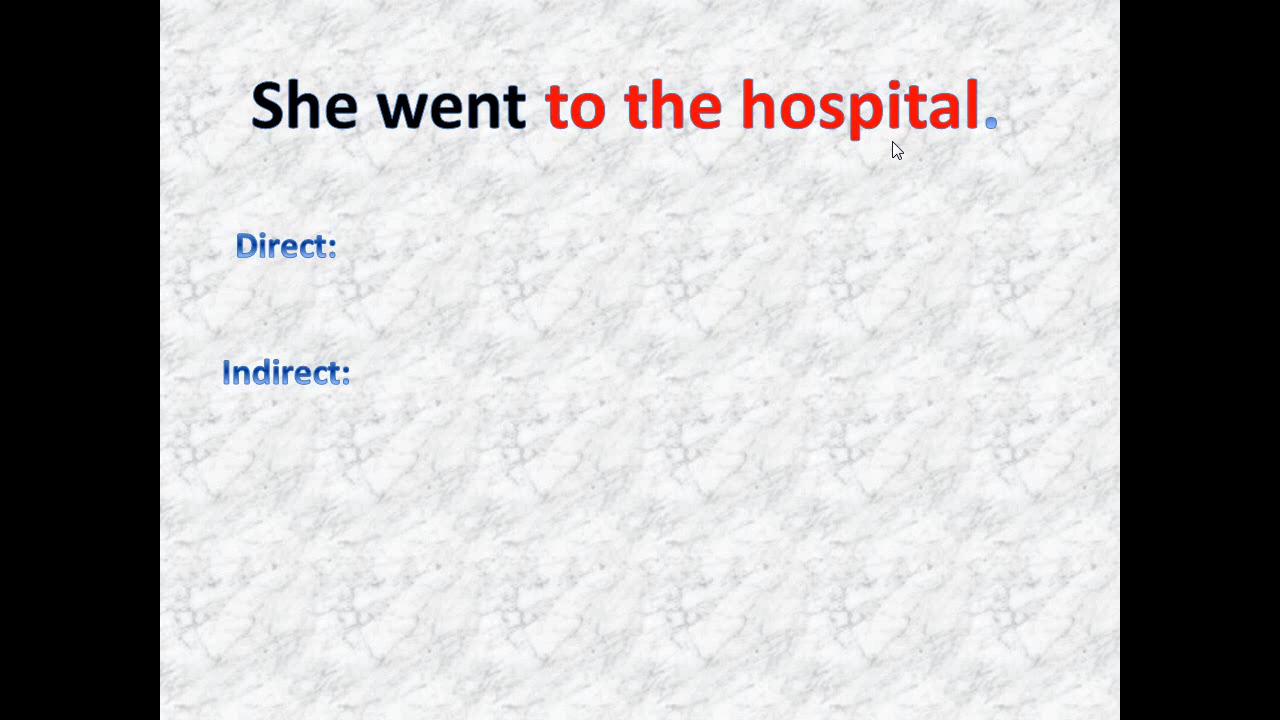 She went to the hospital.
Direct:
Indirect: